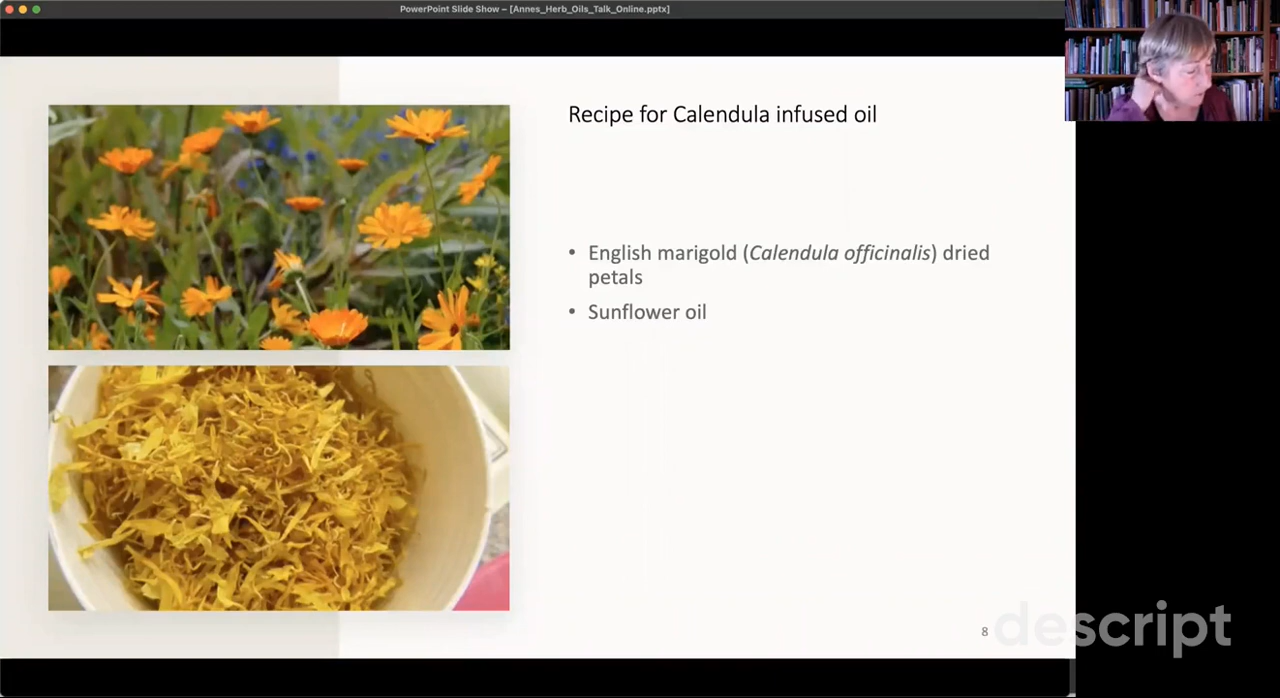 PowerPoint Slide Show – [Annes_Herb_Oils_Talk_Online.pptx]
Recipe for Calendula infused oil
• English marigold (Calendula officinalis) dried
petals
• Sunflower oil
8
descript